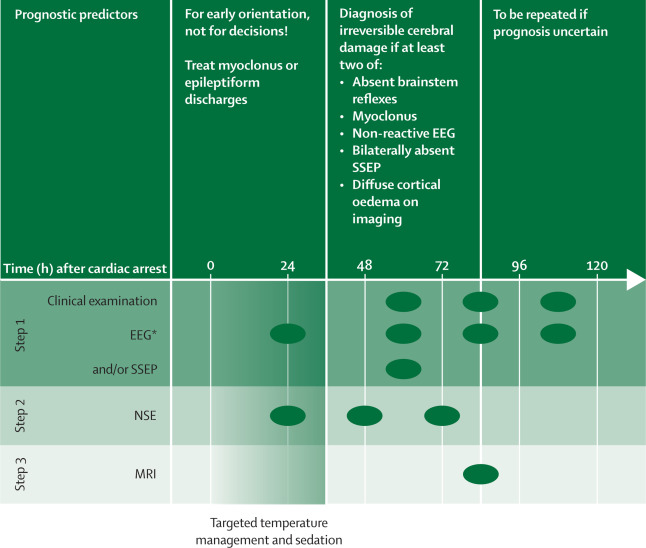 Prognostic predictors
For early orientation,
not for decisions!
Treat myoclonus or
epileptiform
discharges
Diagnosis of
irreversible cerebral
damage if at least
two of:
• Absent brainstem
reflexes
• Myoclonus
• Non-reactive EEG
• Bilaterally absent
SSEP
• Diffuse cortical
oedema on
imaging
To be repeated if
prognosis uncertain
Time (h) after cardiac arrest
0 24 48 72 96 120
Step 1
Clinical examination
EEG*
and/or SSEP
Step 2
NSE
Step 3
MRI
Targeted temperature
management and sedation